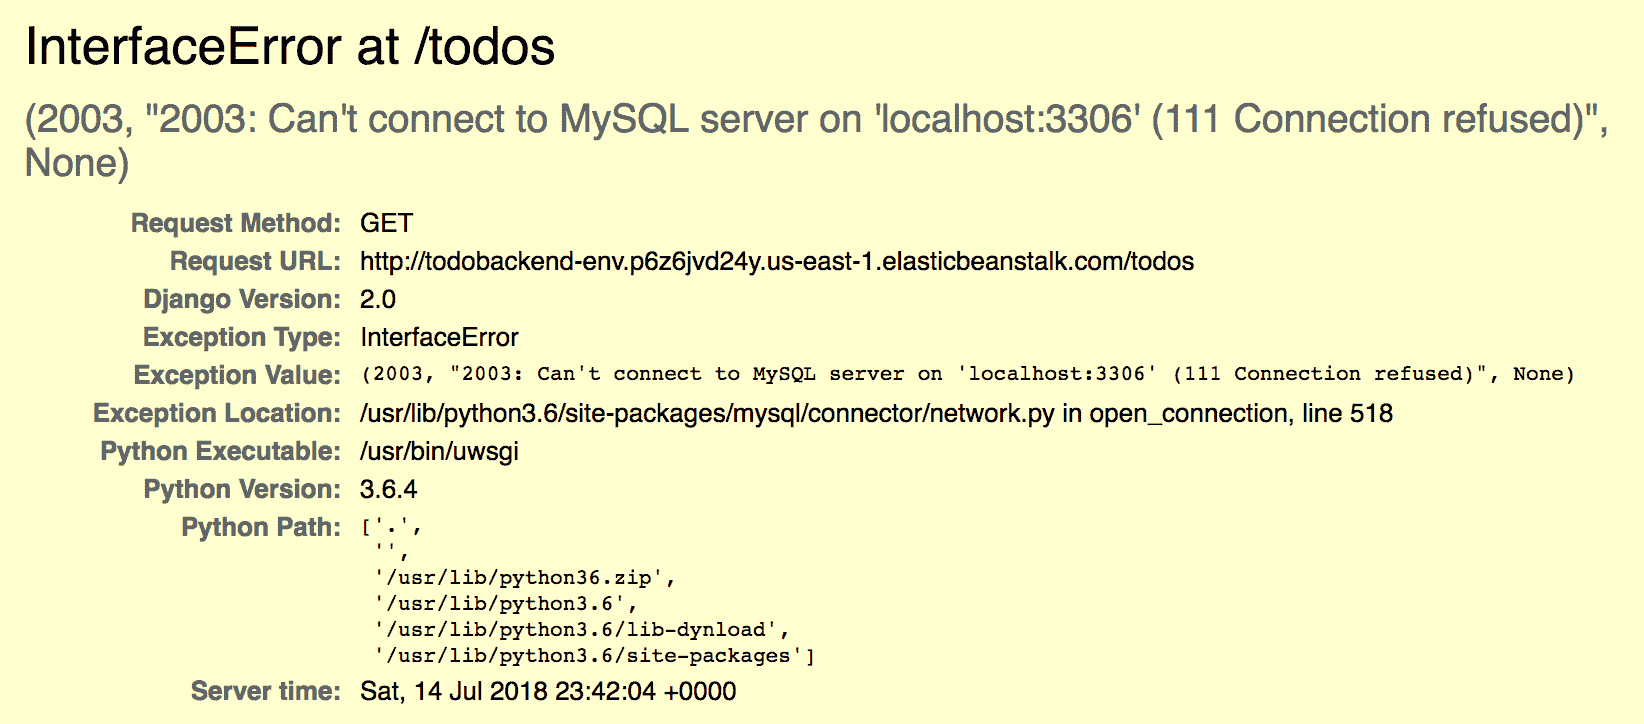 InterfaceError at /todos
(2003, "2003: Can't connect to MySQL server on 'localhost:3306' (111 Connection refused)",
None)
Request Method: GET
Request URL: http://todobackend-env.p6z6jvd24y.us-east-1.elasticbeanstalk.com/todos
Django Version: 2.0
Exception Type: InterfaceError
Exception Value: (2003, "2003: Can't connect to MySQL server on 'localhost:3306' (111 Connection refused)", None)
Exception Location: /usr/lib/python3.6/site-packages/mysql/connector/network.py in open_connection, line 518
Python Executable: /usr/bin/uwsgi
Python Version: 3.6.4
Python Path: ['.',
'',
'/usr/lib/python36.zip',
'/usr/lib/python3.6',
'/usr/lib/python3.6/lib-dynload',
'/usr/lib/python3.6/site-packages']
Server time: Sat, 14 Jul 2018 23:42:04 +0000